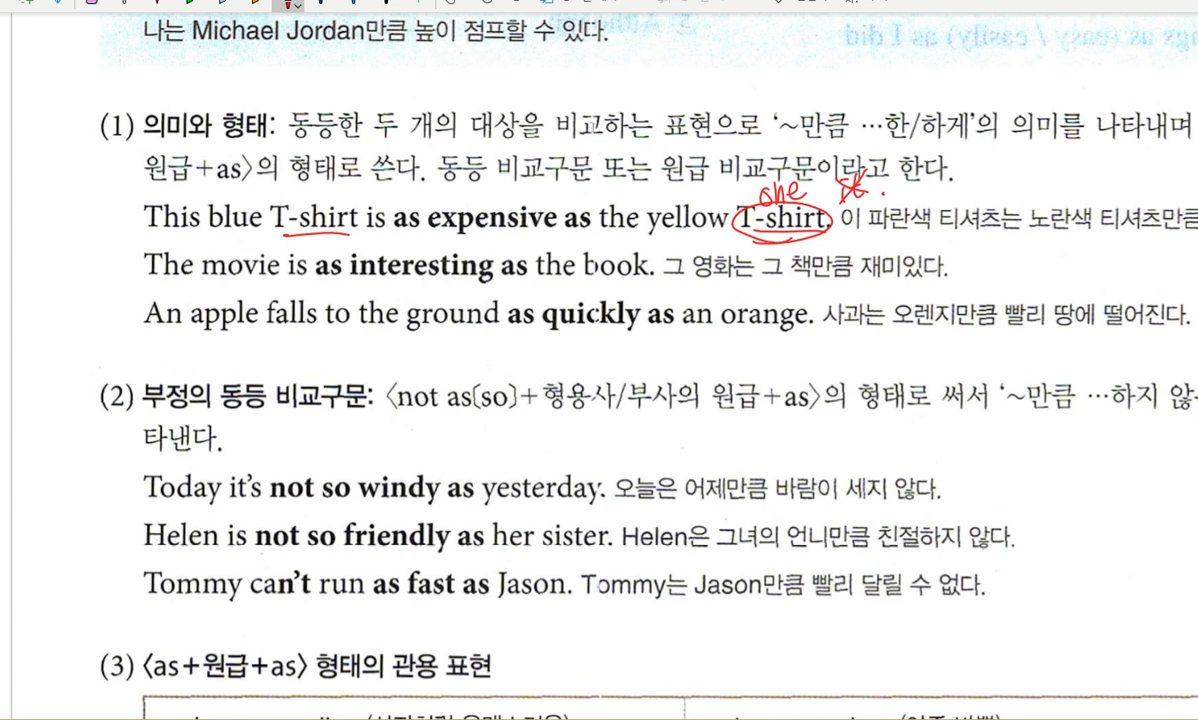 나는 Michael Jordan만큼 높이 점프할 수 있다.
(1) 의미와 형태: 동등한 두 개의 대상을 비교하는 표현으로 ‘~만큼 …한/하게’의 의미를 나타내며
원급+as〉의 형태로 쓴다. 동등 비교구문 또는 원급 비교구문이라고 한다.
one
This blue T-shirt is as expensive as the yellow T-shirt. 이 파란색 티셔츠는 노란색 티셔츠만큼
The movie is as interesting as the book. 그 영화는 그 책만큼 재미있다.
An apple falls to the ground as quickly as an orange. 사과는 오렌지만큼 빨리 땅에 떨어진다.
(2) 부정의 동등 비교구문: 〈not as(so)+형용사/부사의 원급+as〉의 형태로 써서 ‘~만큼 …하지 않
타낸다.
Today it’s not so windy as yesterday. 오늘은 어제만큼 바람이 세지 않다.
Helen is not so friendly as her sister. Helen은 그녀의 언니만큼 친절하지 않다.
Tommy can’t run as fast as Jason. Tommy는 Jason만큼 빨리 달릴 수 없다.
(3) 〈as+원급+as〉 형태의 관용 표현